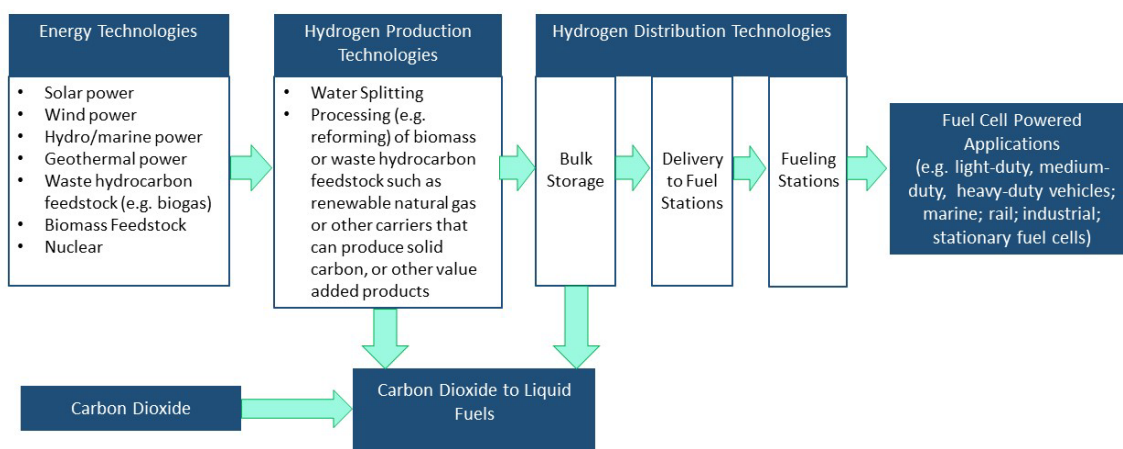 Energy Technologies
• Solar power
• Wind power
• Hydro/marine power
• Geothermal power
• Waste hydrocarbon
feedstock (e.g. biogas)
• Biomass Feedstock
• Nuclear
Hydrogen Production
Technologies
• Water Splitting
• Processing (e.g.
reforming) of biomass
or waste hydrocarbon
feedstock such as
renewable natural gas
or other carriers that
can produce solid
carbon, or other value
added products
Hydrogen Distribution Technologies
Bulk
Storage
Delivery
to Fuel
Stations
Fueling
Stations
Fuel Cell Powered
Applications
(e.g. light-duty, medium-
duty, heavy-duty vehicles;
marine; rail; industrial;
stationary fuel cells)
Carbon Dioxide
Carbon Dioxide to Liquid
Fuels